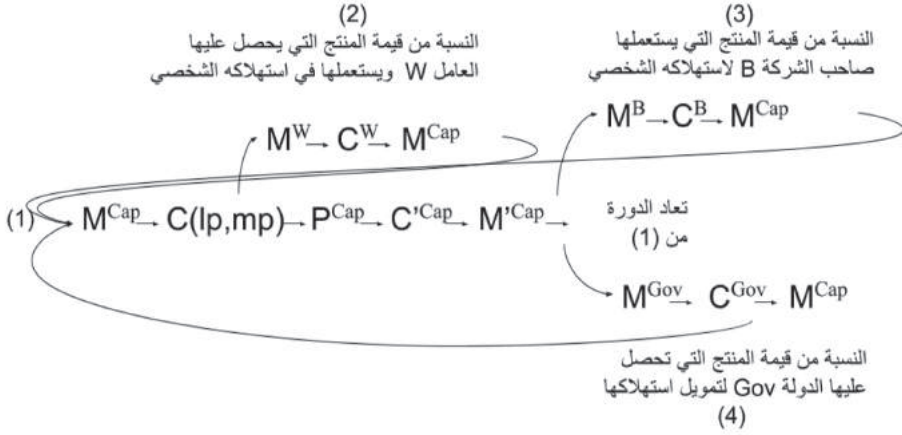 (2)
النسبة من قيمة المنتج التي يحصل عليها
العامل W ويستعملها في استهلاكه الشخصي
(3)
النسبة من قيمة المنتج التي يستعملها
صاحب الشركة B لاستهلاكه الشخصي
M^W → C^W → M^Cap
M^B → C^B → M^Cap
(1) M^Cap → C(lp,mp) → P^Cap → C'^Cap → M'^Cap →
تعاد الدورة
من (1)
M^Gov → C^Gov → M^Cap
النسبة من قيمة المنتج التي تحصل
عليها الدولة Gov لتمويل استهلاكها
(4)